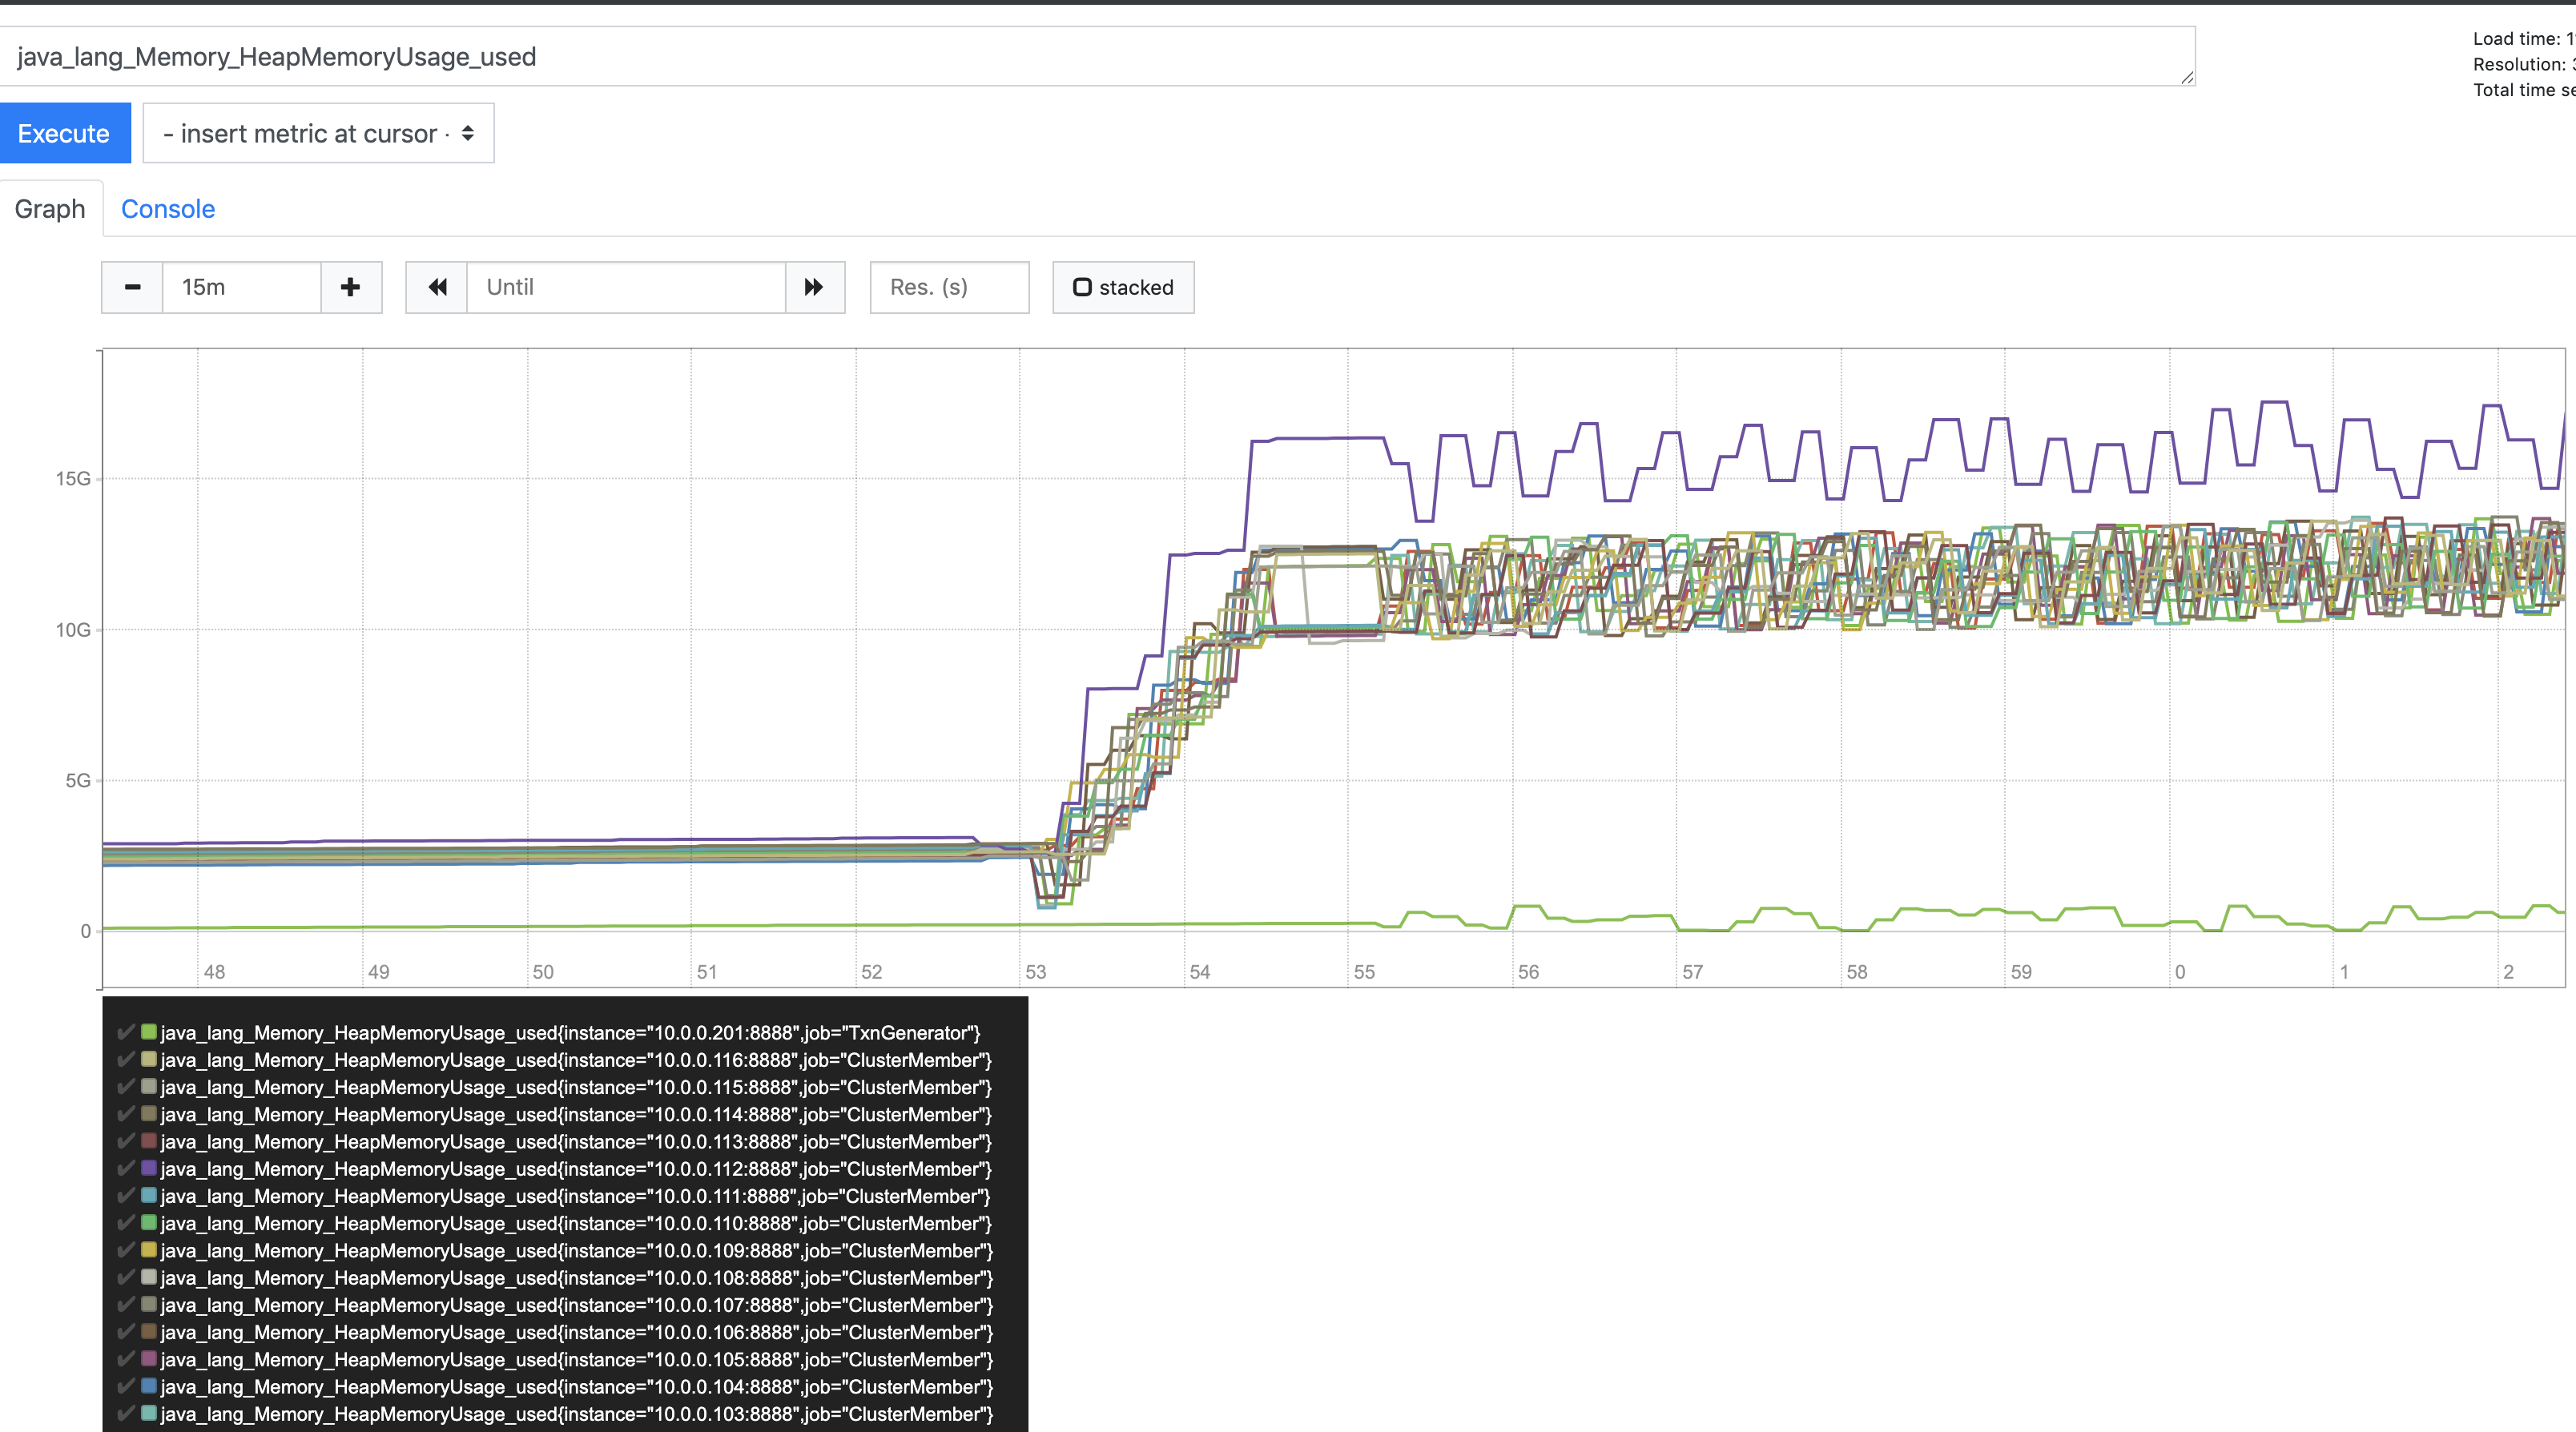 java_lang_Memory_HeapMemoryUsage_used
Load time: 1
Resolution: 3
Total time se
Execute
- insert metric at cursor -
Graph
Console
15m
Until
Res. (s)
stacked
15G
10G
5G
0
48 49 50 51 52 53 54 55 56 57 58 59 0 1 2
java_lang_Memory_HeapMemoryUsage_used{instance="10.0.0.201:8888",job="TxnGenerator"}
java_lang_Memory_HeapMemoryUsage_used{instance="10.0.0.116:8888",job="ClusterMember"}
java_lang_Memory_HeapMemoryUsage_used{instance="10.0.0.115:8888",job="ClusterMember"}
java_lang_Memory_HeapMemoryUsage_used{instance="10.0.0.114:8888",job="ClusterMember"}
java_lang_Memory_HeapMemoryUsage_used{instance="10.0.0.113:8888",job="ClusterMember"}
java_lang_Memory_HeapMemoryUsage_used{instance="10.0.0.112:8888",job="ClusterMember"}
java_lang_Memory_HeapMemoryUsage_used{instance="10.0.0.111:8888",job="ClusterMember"}
java_lang_Memory_HeapMemoryUsage_used{instance="10.0.0.110:8888",job="ClusterMember"}
java_lang_Memory_HeapMemoryUsage_used{instance="10.0.0.109:8888",job="ClusterMember"}
java_lang_Memory_HeapMemoryUsage_used{instance="10.0.0.108:8888",job="ClusterMember"}
java_lang_Memory_HeapMemoryUsage_used{instance="10.0.0.107:8888",job="ClusterMember"}
java_lang_Memory_HeapMemoryUsage_used{instance="10.0.0.106:8888",job="ClusterMember"}
java_lang_Memory_HeapMemoryUsage_used{instance="10.0.0.105:8888",job="ClusterMember"}
java_lang_Memory_HeapMemoryUsage_used{instance="10.0.0.104:8888",job="ClusterMember"}
java_lang_Memory_HeapMemoryUsage_used{instance="10.0.0.103:8888",job="ClusterMember"}